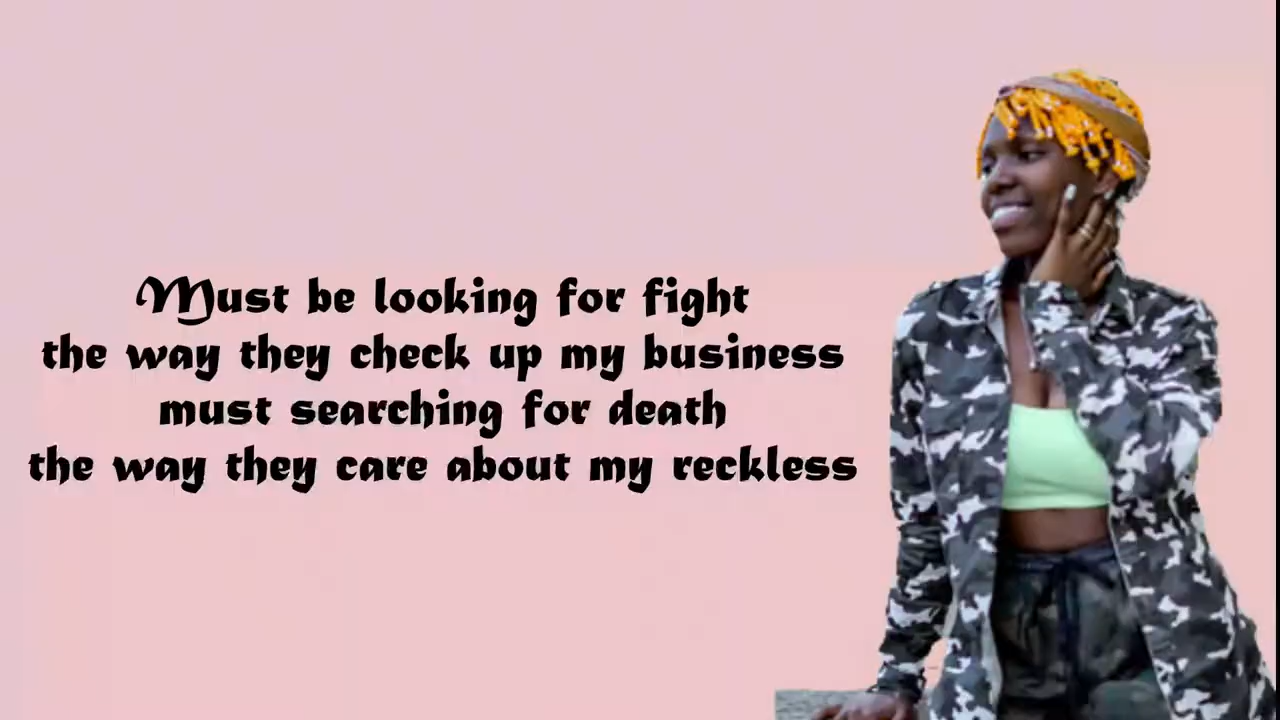 Must be looking for fight
the way they check up my business
must searching for death
the way they care about my reckless